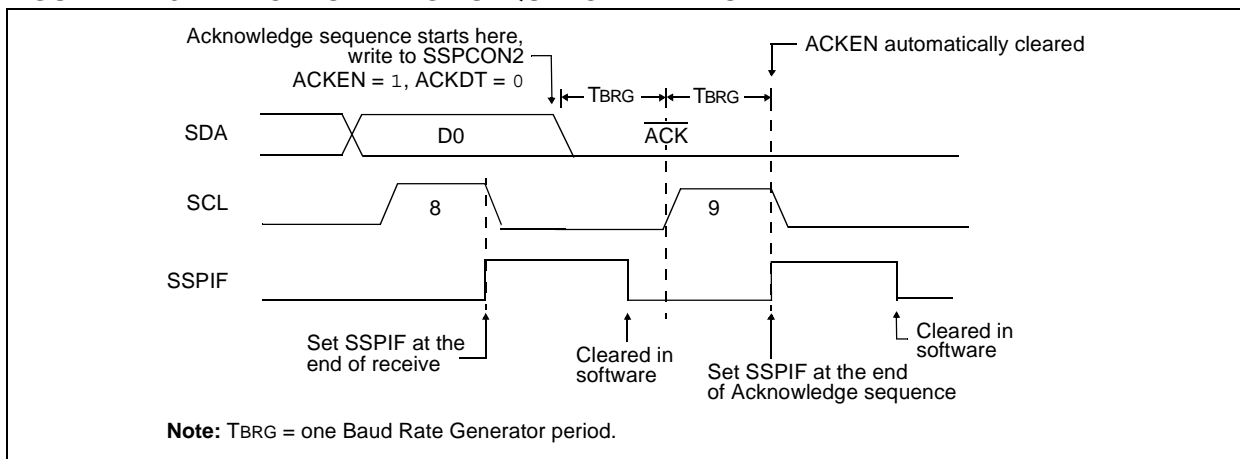 Acknowledge sequence starts here,
write to SSPCON2
ACKEN = 1, ACKDT = 0
ACKEN automatically cleared
TBRG
TBRG
SDA
D0
ACK
SCL
8
9
SSPIF
Set SSPIF at the
end of receive
Cleared in
software
Set SSPIF at the end
of Acknowledge sequence
Cleared in
software
Note: TBRG = one Baud Rate Generator period.